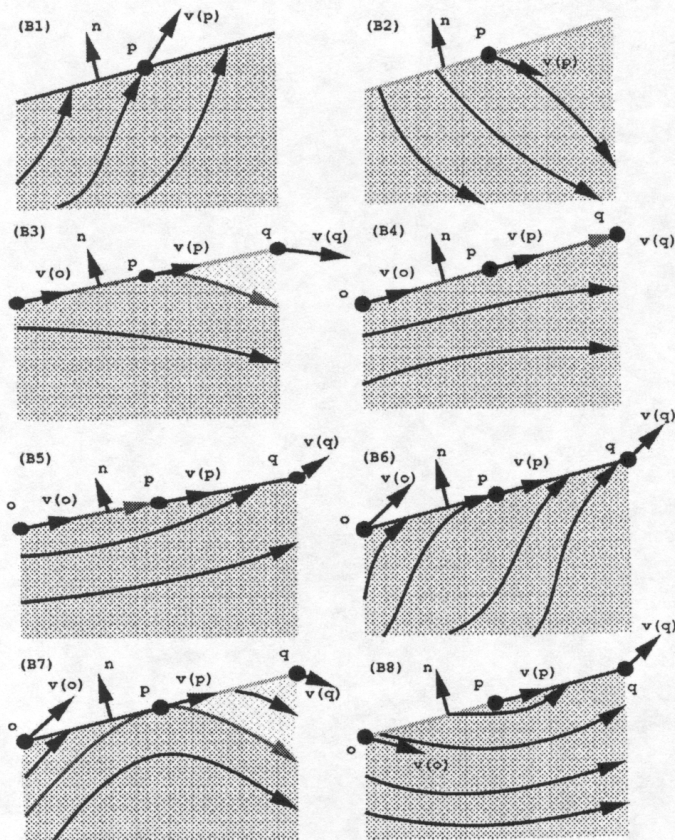 (B1)
n
p
v(p)
(B2)
n
p
v(p)
(B3)
n
v(o)
p
v(p)
q
v(q)
(B4)
n
o
v(o)
p
v(p)
q
v(q)
(B5)
n
o
v(o)
p
v(p)
q
v(q)
(B6)
n
o
v(o)
p
v(p)
q
v(q)
(B7)
n
o
v(o)
p
v(p)
q
v(q)
(B8)
n
o
v(o)
p
v(p)
q
v(q)